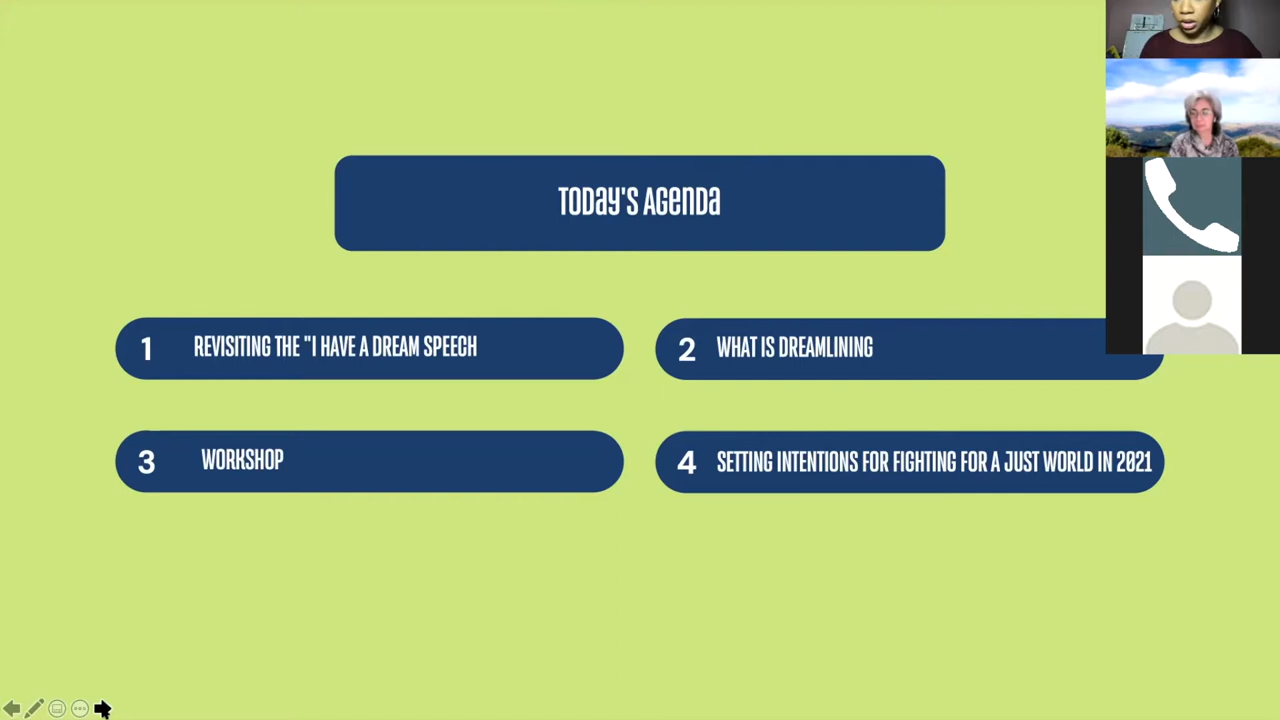 Today's Agenda
1 REVISITING THE "I HAVE A DREAM SPEECH
2 WHAT IS DREAMLINING
3 WORKSHOP
4 SETTING INTENTIONS FOR FIGHTING FOR A JUST WORLD IN 2021